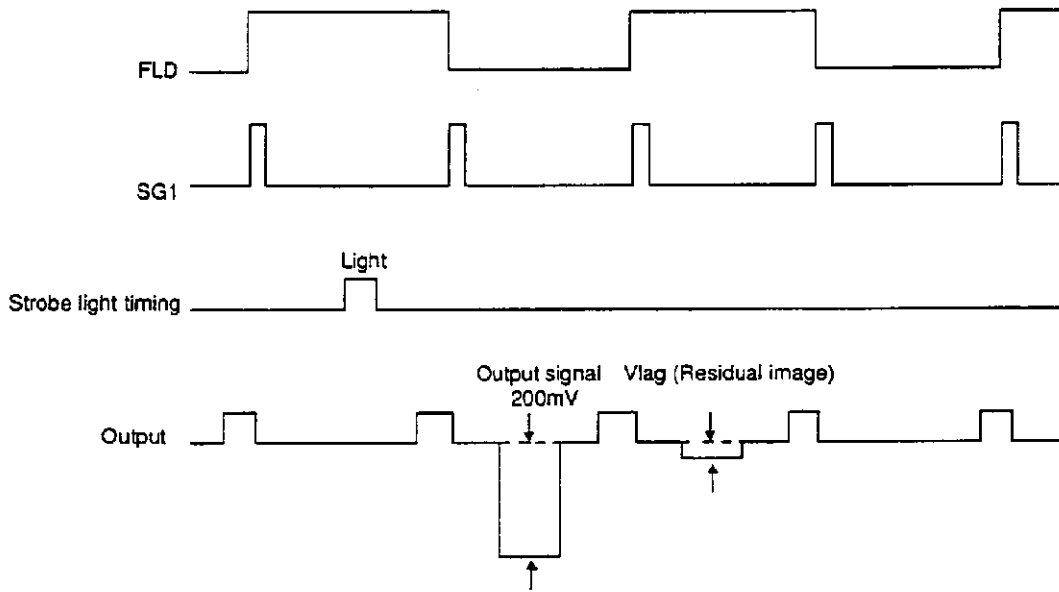 FLD
SG1
Light
Strobe light timing
Output signal
200mV
Vlag (Residual image)
Output